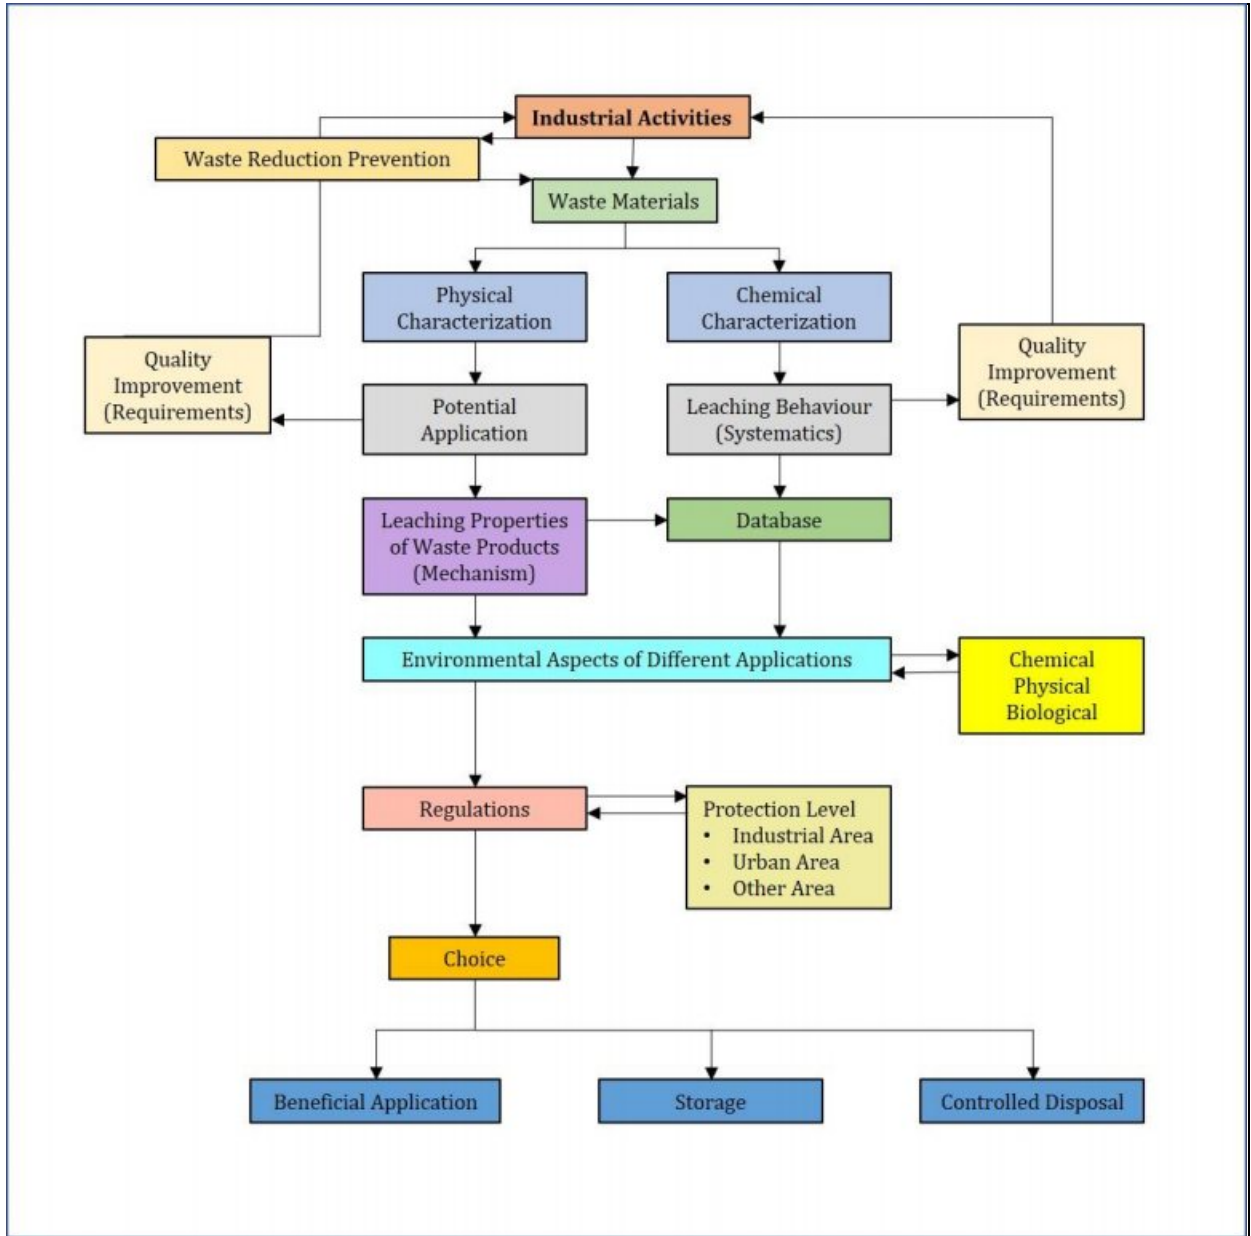 Industrial Activities
Waste Reduction Prevention
Waste Materials
Physical
Characterization
Chemical
Characterization
Quality
Improvement
(Requirements)
Potential
Application
Leaching Behaviour
(Systematics)
Quality
Improvement
(Requirements)
Leaching Properties
of Waste Products
(Mechanism)
Database
Environmental Aspects of Different Applications
Chemical
Physical
Biological
Regulations
Protection Level
• Industrial Area
• Urban Area
• Other Area
Choice
Beneficial Application
Storage
Controlled Disposal